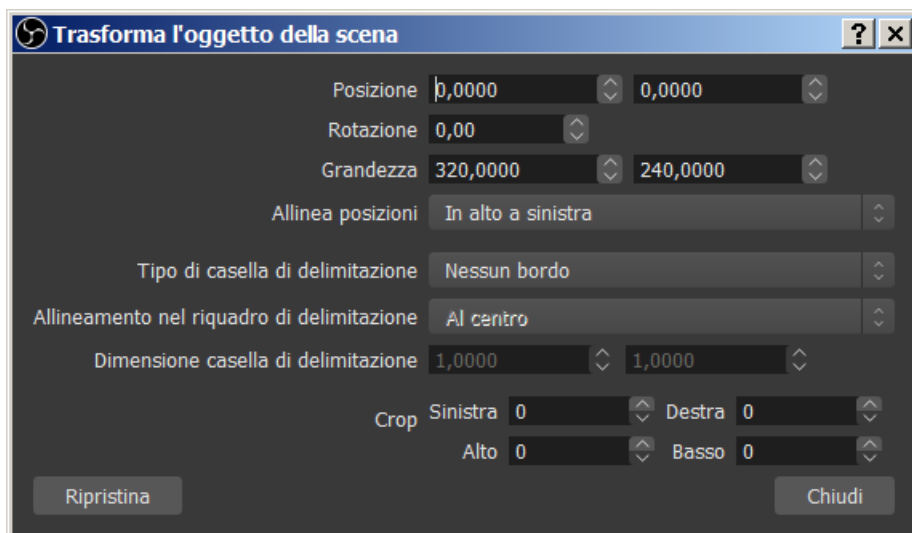 Trasforma l'oggetto della scena
Posizione 0,0000 0,0000
Rotazione 0,00
Grandezza 320,0000 240,0000
Allinea posizioni In alto a sinistra
Tipo di casella di delimitazione Nessun bordo
Allineamento nel riquadro di delimitazione Al centro
Dimensione casella di delimitazione 1,0000 1,0000
Crop Sinistra 0 Destra 0
Alto 0 Basso 0
Ripristina Chiudi